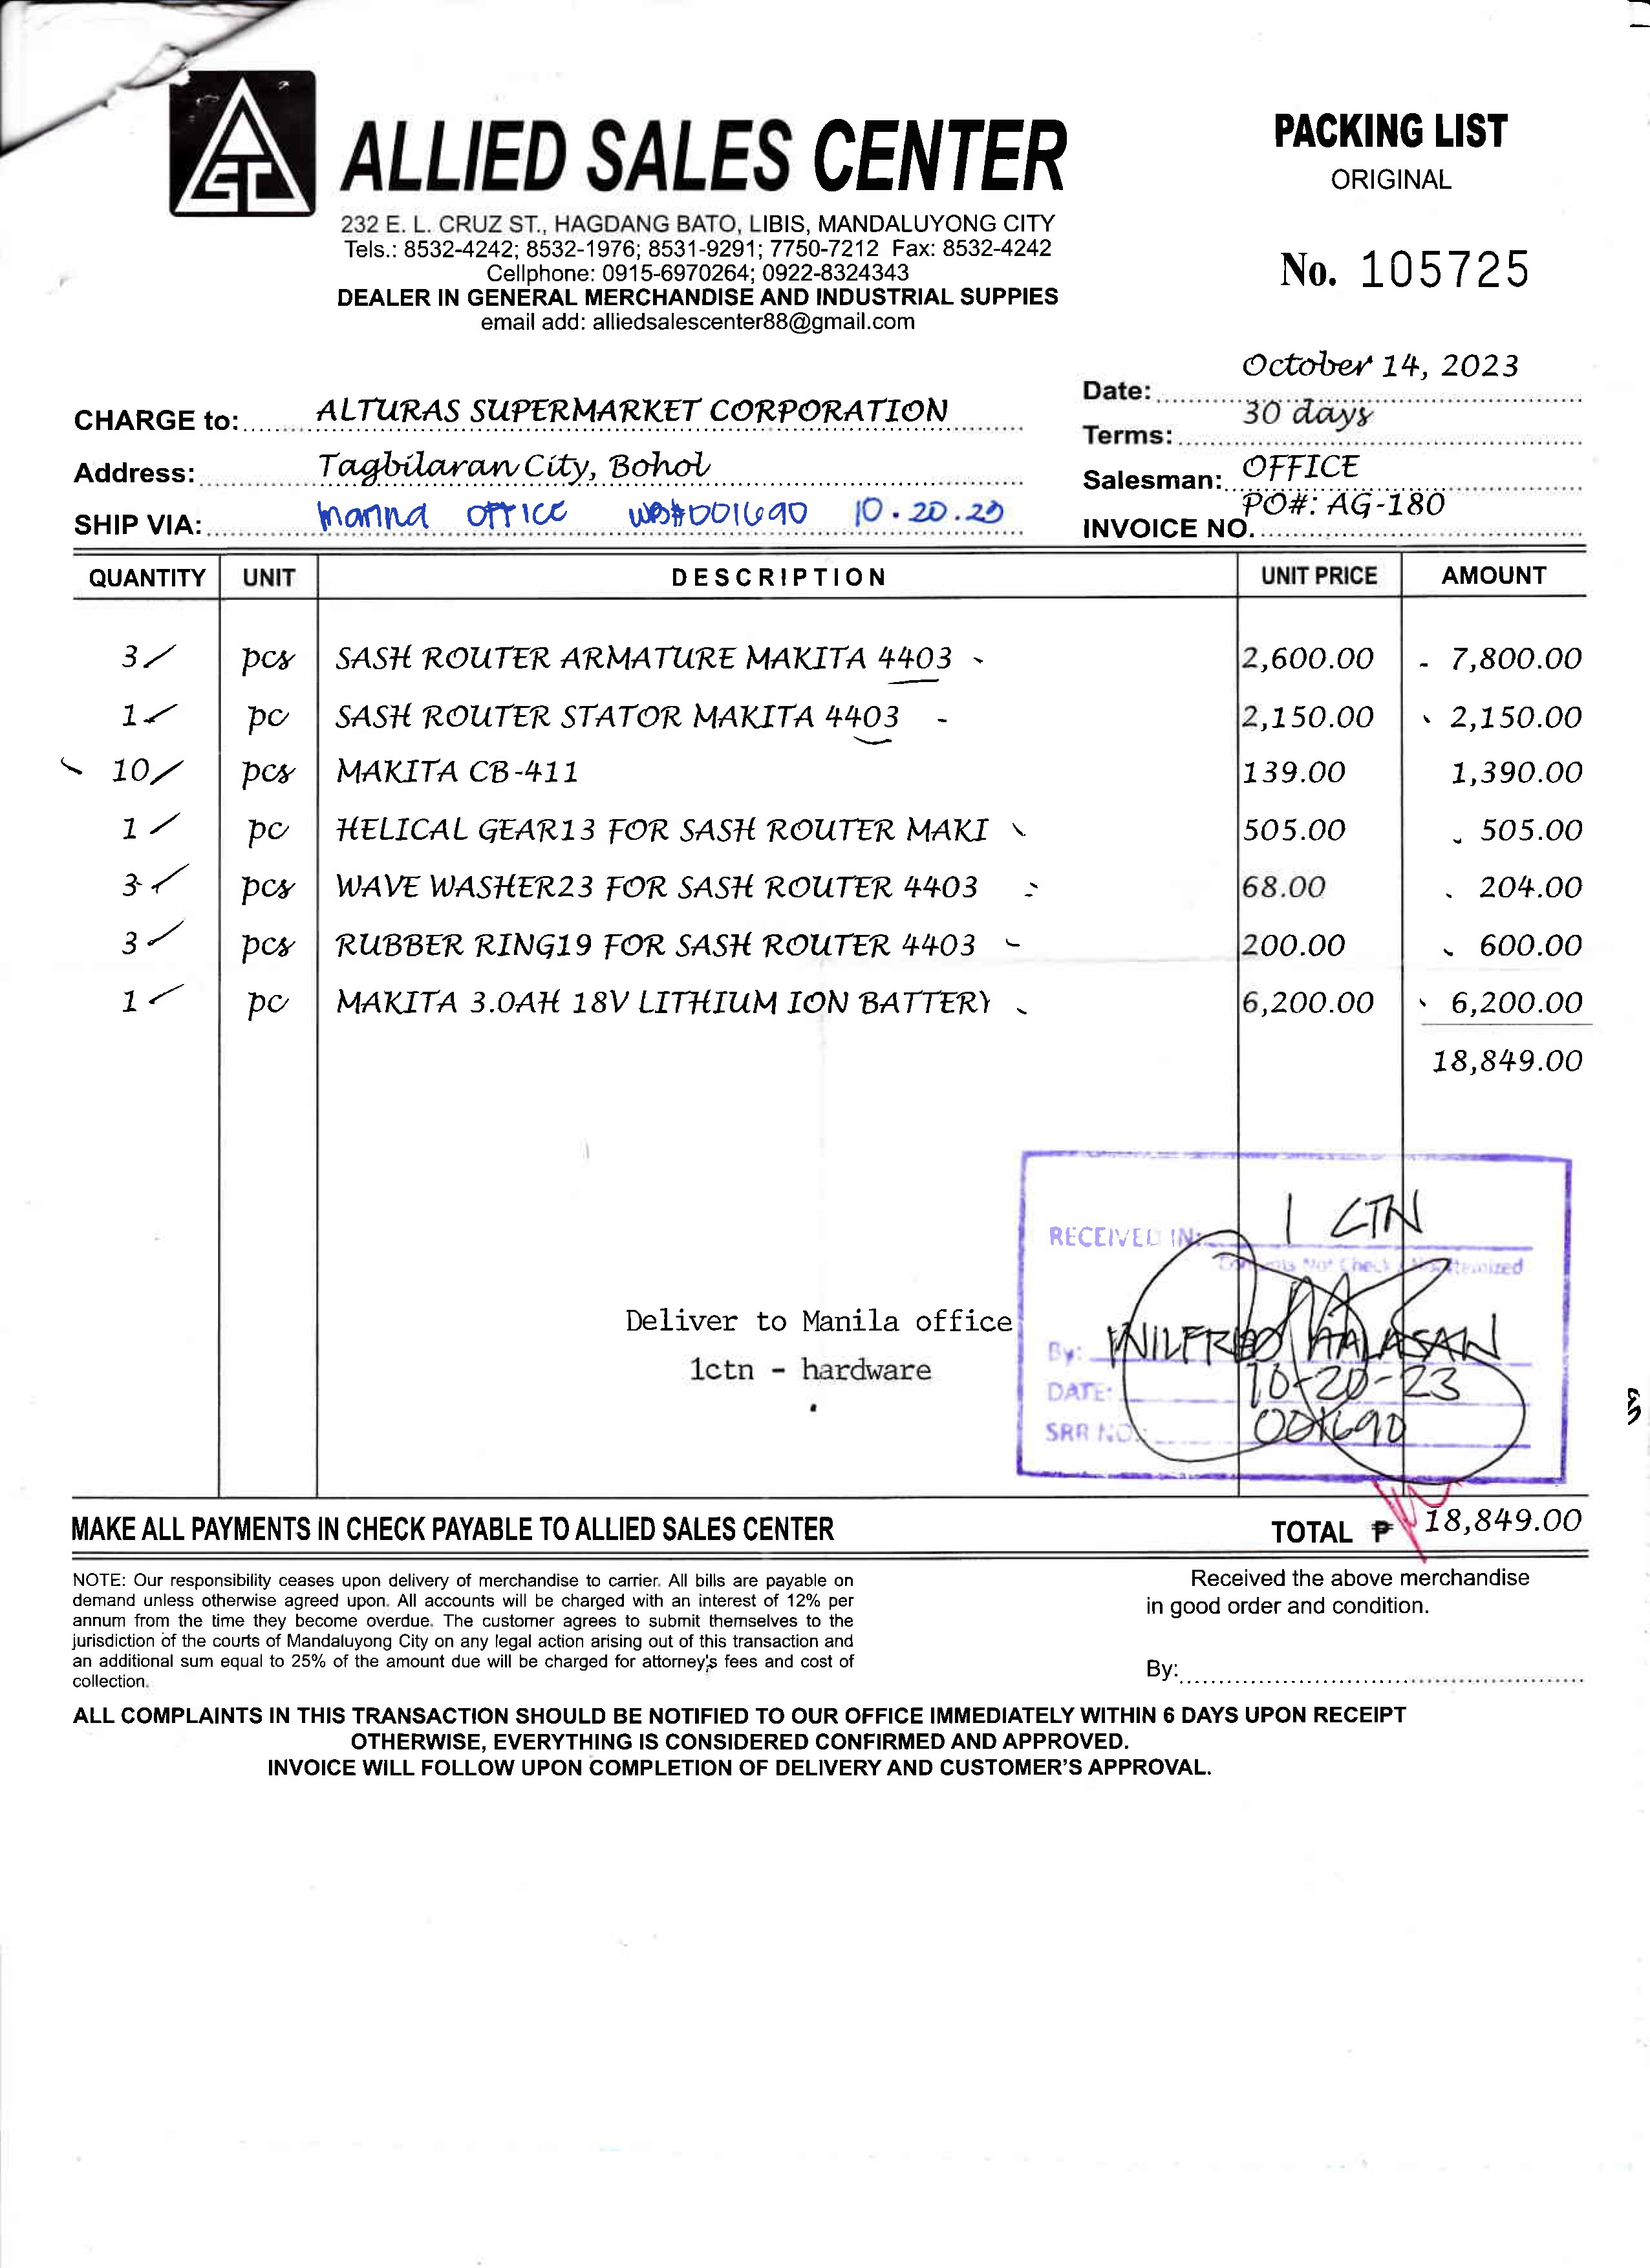 ASC
ALLIED SALES CENTER
232 E. L. CRUZ ST., HAGDANG BATO, LIBIS, MANDALUYONG CITY
Tels.: 8532-4242; 8532-1976; 8531-9291; 7750-7212 Fax: 8532-4242
Cellphone: 0915-6970264; 0922-8324343
DEALER IN GENERAL MERCHANDISE AND INDUSTRIAL SUPPIES
email add: alliedsalescenter88@gmail.com
PACKING LIST
ORIGINAL
No. 105725
CHARGE to: ALTURAS SUPERMARKET CORPORATION
Address: Tagbilaran City, Bohol
SHIP VIA: office WB#001690 10.20.23
Date: October 14, 2023
Terms: 30 days
Salesman: OFFICE
PO#: AG-180
INVOICE NO.
QUANTITY UNIT DESCRIPTION UNIT PRICE AMOUNT
3 pcs SASH ROUTER ARMATURE MAKITA 4403 2,600.00 7,800.00
1 pc SASH ROUTER STATOR MAKITA 4403 2,150.00 2,150.00
10 pcs MAKITA CB-411 139.00 1,390.00
1 pc HELICAL GEAR13 FOR SASH ROUTER MAKI 505.00 505.00
3 pcs WAVE WASHER23 FOR SASH ROUTER 4403 68.00 204.00
3 pcs RUBBER RING19 FOR SASH ROUTER 4403 200.00 600.00
1 pc MAKITA 3.0AH 18V LITHIUM ION BATTERY 6,200.00 6,200.00
18,849.00
Deliver to Manila office
1ctn - hardware
RECEIVED IN: 1 CTN
Not Check Itemized
By: WILFREDO HALASAN
DATE: 10-20-23
SRR NO. 001690
MAKE ALL PAYMENTS IN CHECK PAYABLE TO ALLIED SALES CENTER
TOTAL ₱ 18,849.00
NOTE: Our responsibility ceases upon delivery of merchandise to carrier. All bills are payable on
demand unless otherwise agreed upon. All accounts will be charged with an interest of 12% per
annum from the time they become overdue. The customer agrees to submit themselves to the
jurisdiction of the courts of Mandaluyong City on any legal action arising out of this transaction and
an additional sum equal to 25% of the amount due will be charged for attorney's fees and cost of
collection.
Received the above merchandise
in good order and condition.
By:
ALL COMPLAINTS IN THIS TRANSACTION SHOULD BE NOTIFIED TO OUR OFFICE IMMEDIATELY WITHIN 6 DAYS UPON RECEIPT
OTHERWISE, EVERYTHING IS CONSIDERED CONFIRMED AND APPROVED.
INVOICE WILL FOLLOW UPON COMPLETION OF DELIVERY AND CUSTOMER'S APPROVAL.